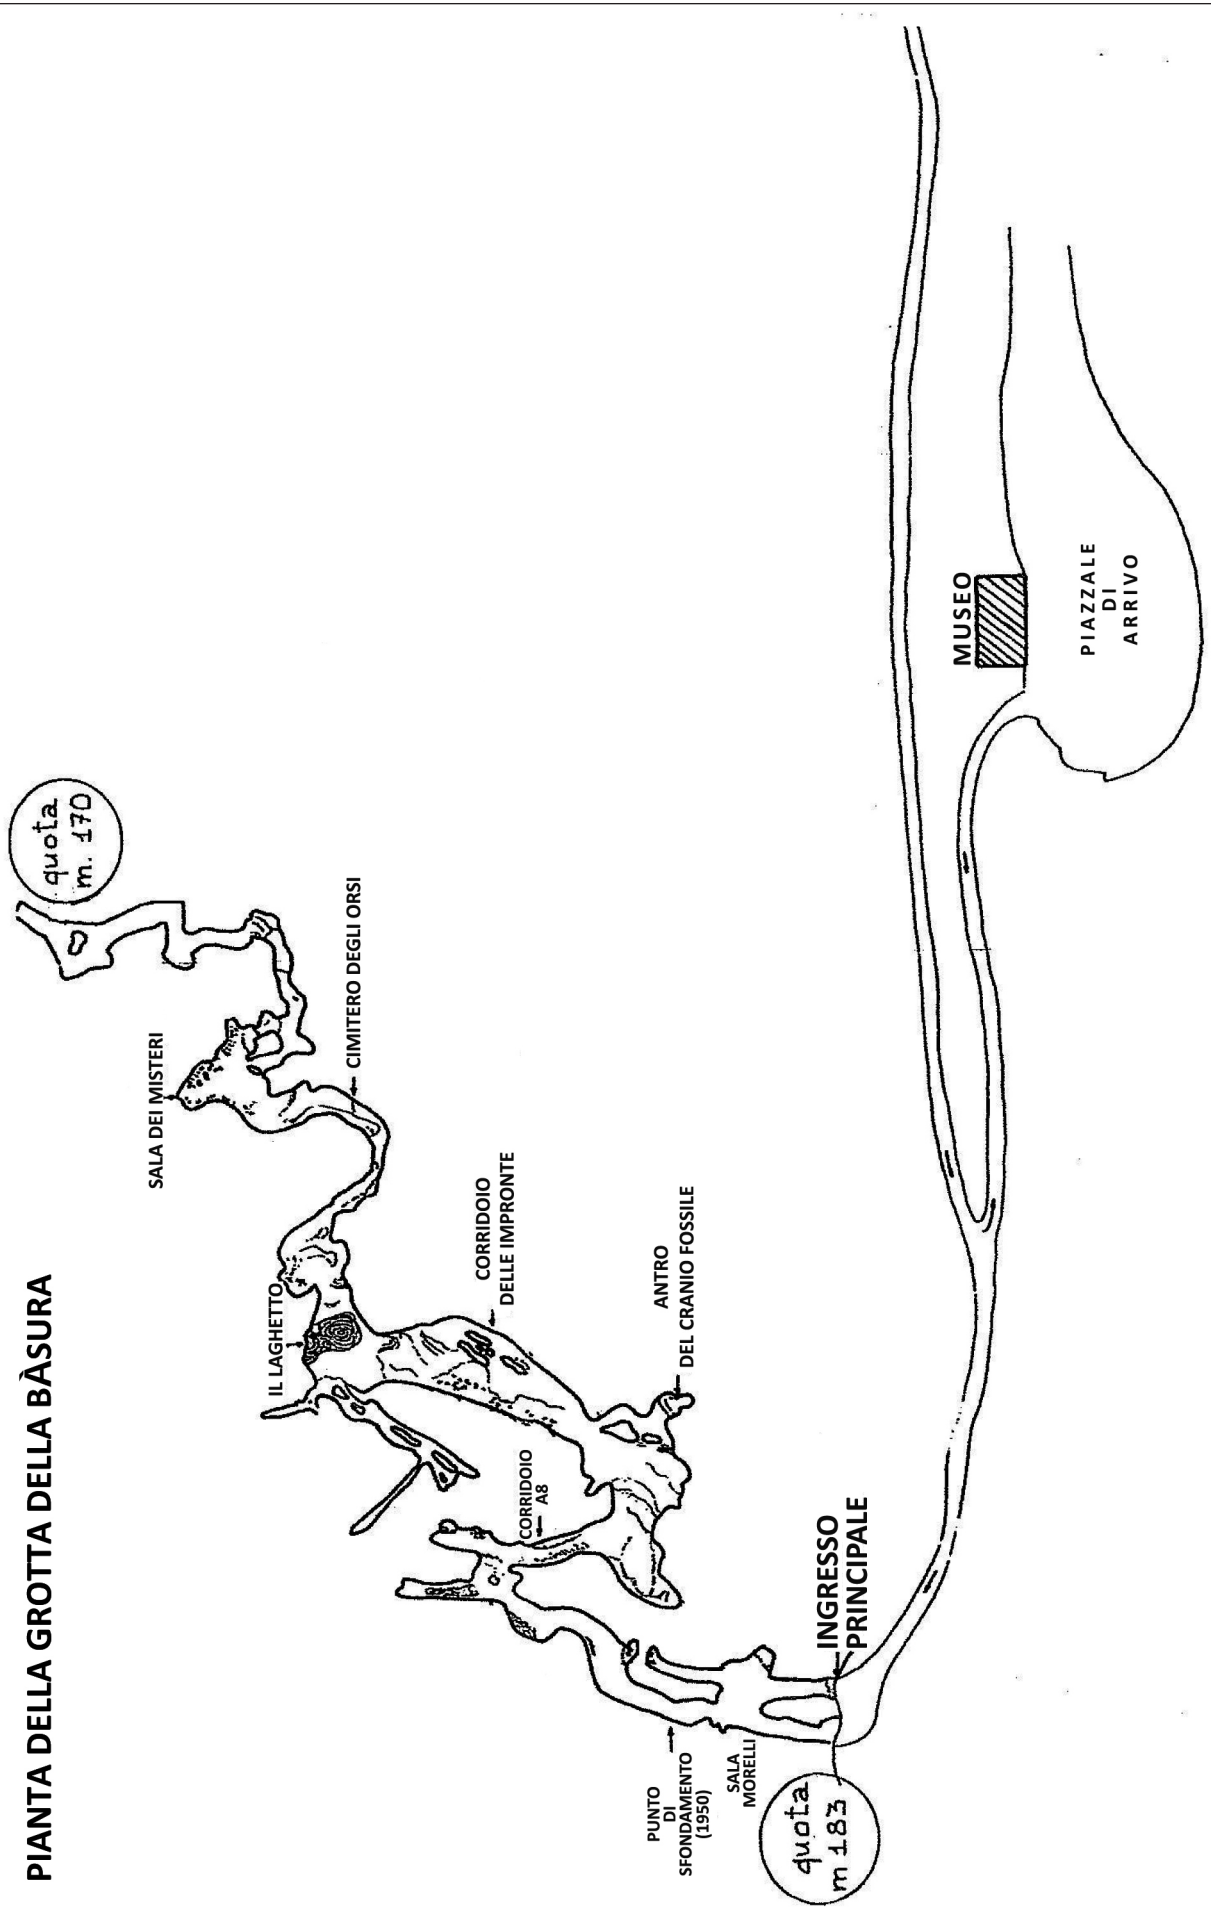 PIANTA DELLA GROTTA DELLA BÀSURA
quota
m. 170
SALA DEI MISTERI
CIMITERO DEGLI ORSI
IL LAGHETTO
CORRIDOIO
DELLE IMPRONTE
ANTRO
DEL CRANIO FOSSILE
CORRIDOIO
A8
PUNTO
DI
SFONDAMENTO
(1950)
SALA
MORELLI
quota
m 183
INGRESSO
PRINCIPALE
MUSEO
PIAZZALE
DI
ARRIVO